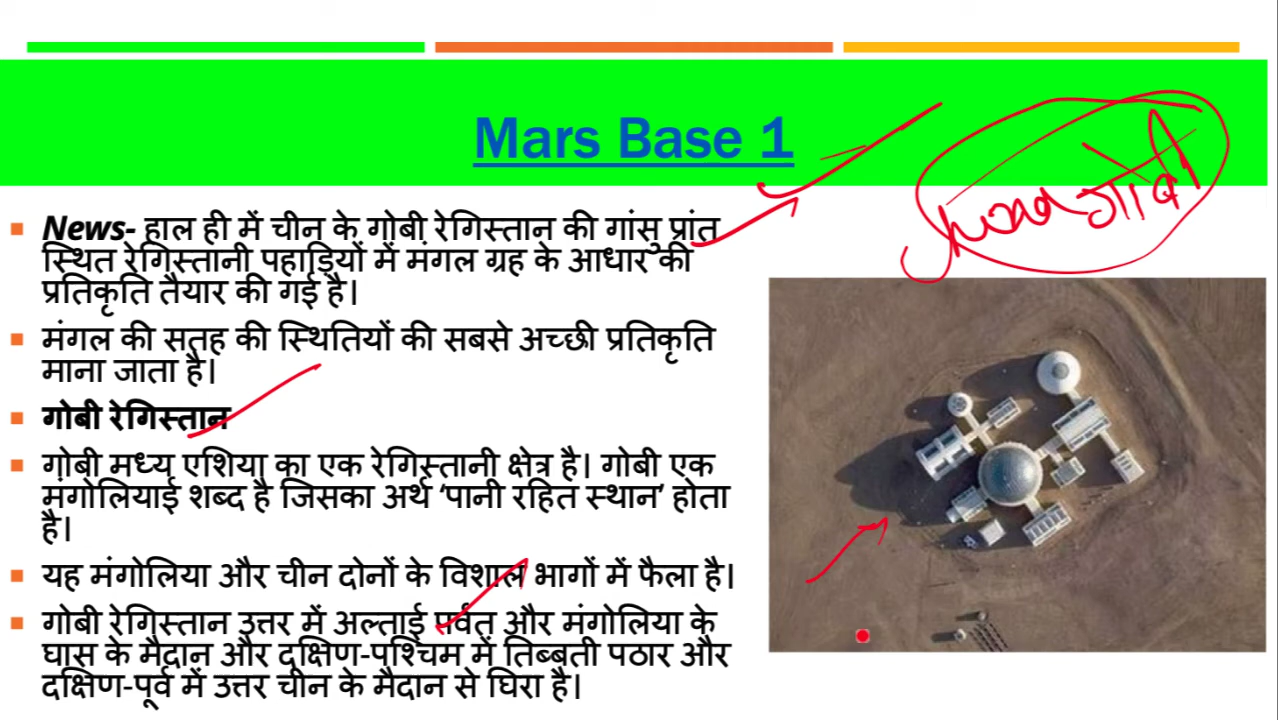 Mars Base 1
News- हाल ही में चीन के गोबी रेगिस्तान की गांसु प्रांत
स्थित रेगिस्तानी पहाड़ियों में मंगल ग्रह के आधार की
प्रतिकृति तैयार की गई है।
मंगल की सतह की स्थितियों की सबसे अच्छी प्रतिकृति
माना जाता है।
गोबी रेगिस्तान
गोबी मध्य एशिया का एक रेगिस्तानी क्षेत्र है। गोबी एक
मंगोलियाई शब्द है जिसका अर्थ ‘पानी रहित स्थान’ होता
है।
यह मंगोलिया और चीन दोनों के विशाल भागों में फैला है।
गोबी रेगिस्तान उत्तर में अल्ताई पर्वत और मंगोलिया के
घास के मैदान और दक्षिण-पश्चिम में तिब्बती पठार और
दक्षिण-पूर्व में उत्तर चीन के मैदान से घिरा है।